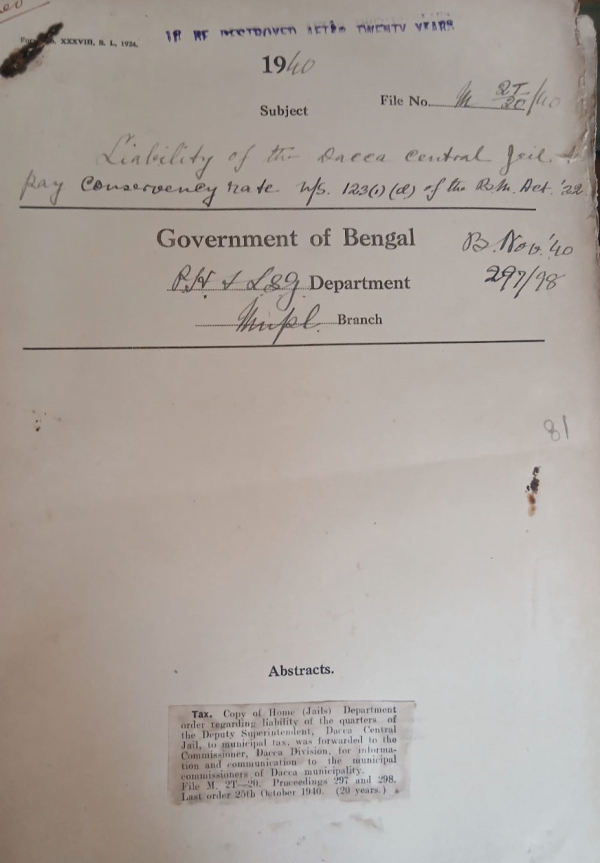 TO BE DESTROYED AFTER TWENTY YEARS
XXXVIII, B. L., 1924.
1940
File No. M 2T/20/40
Subject
Liability of the Dacca Central Jail to
pay conservency rate u/s. 123(1)(d) of the B.M. Act. '32
Government of Bengal
B. Nov. '40
P.H & L.S.G. Department
297/98
Mupl. Branch
81
Abstracts.
Tax. Copy of Home (Jails) Department
order regarding liability of the quarters of
the Deputy Superintendent, Dacca Central
Jail, to municipal tax, was forwarded to the
Commissioner, Dacca Division, for informa-
tion and communication to the municipal
commissioners of Dacca municipality.
File M. 2T—20. Proceedings 297 and 298.
Last order 25th October 1940. (20 years.)